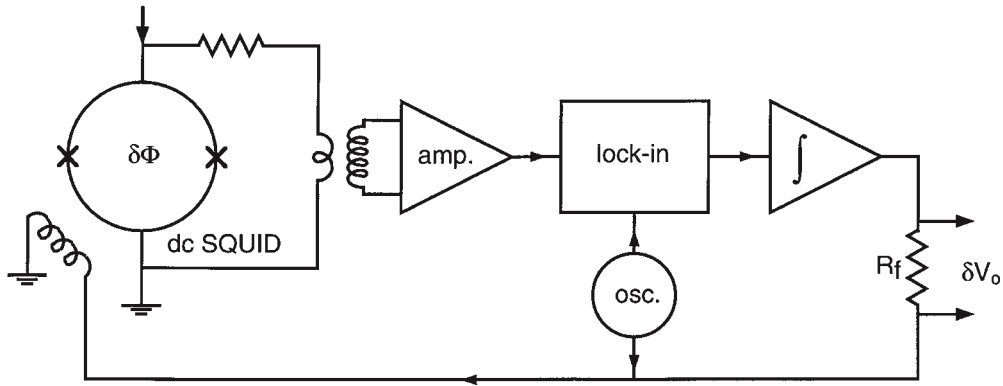 δΦ
dc SQUID
amp.
lock-in
∫
osc.
R_f
δV_o